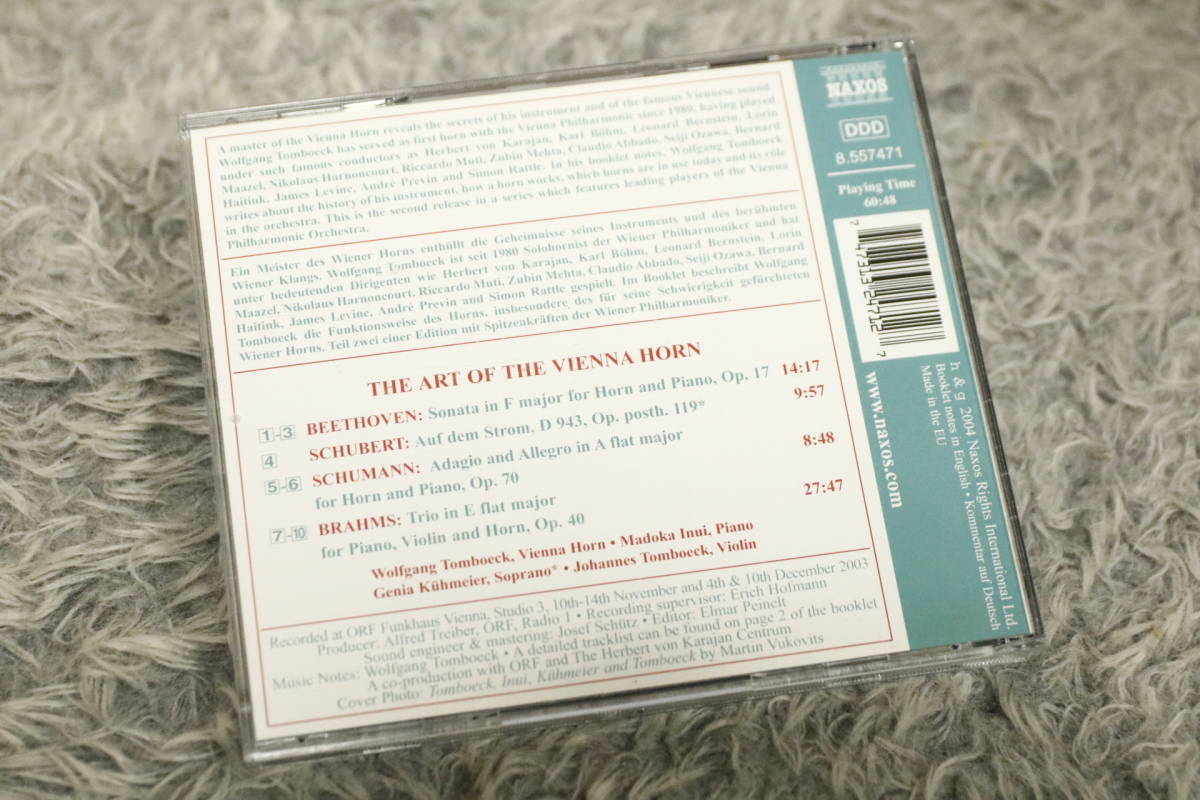 A master of the Vienna Horn reveals the secrets of his instrument and of the famous Viennese sound.
Wolfgang Tomboeck has served as first horn with the Vienna Philharmonic since 1980, having played
under such famous conductors as Herbert von Karajan, Karl Böhm, Leonard Bernstein, Lorin
Maazel, Nikolaus Harnoncourt, Riccardo Muti, Zubin Mehta, Claudio Abbado, Seiji Ozawa, Bernard
Haitink, James Levine, André Previn and Simon Rattle. In his booklet notes, Wolfgang Tomboeck
writes about the history of his instrument, how a horn works, which horns are in use today and its rôle
in the orchestra. This is the second release in a series which features leading players of the Vienna
Philharmonic Orchestra.
Ein Meister des Wiener Horns enthüllt die Geheimnisse seines Instruments und des berühmten
Wiener Klangs. Wolfgang Tomboeck ist seit 1980 Solohornist der Wiener Philharmoniker und hat
unter bedeutenden Dirigenten wie Herbert von Karajan, Karl Böhm, Leonard Bernstein, Lorin
Maazel, Nikolaus Harnoncourt, Riccardo Muti, Zubin Mehta, Claudio Abbado, Seiji Ozawa, Bernard
Haitink, James Levine, André Previn and Simon Rattle gespielt. Im Booklet beschreibt Wolfgang
Tomboeck die Funktionsweise des Horns, insbesondere des für seine Schwierigkeit gefürchteten
Wiener Horns. Teil zwei einer Edition mit Spitzenkräften der Wiener Philharmoniker.
THE ART OF THE VIENNA HORN
1-3 BEETHOVEN: Sonata in F major for Horn and Piano, Op. 17 14:17
4 SCHUBERT: Auf dem Strom, D 943, Op. posth. 119* 9:57
5-6 SCHUMANN: Adagio and Allegro in A flat major
for Horn and Piano, Op. 70 8:48
7-10 BRAHMS: Trio in E flat major
for Piano, Violin and Horn, Op. 40 27:47
Wolfgang Tomboeck, Vienna Horn • Madoka Inui, Piano
Genia Kühmeier, Soprano* • Johannes Tomboeck, Violin
Recorded at ORF Funkhaus Vienna, Studio 3, 10th-14th November and 4th & 10th December 2003
Producer: Alfred Treiber, ORF, Radio 1 • Recording supervisor: Erich Hofmann
Sound engineer & mastering: Josef Schütz • Editor: Elmar Peinelt
Music Notes: Wolfgang Tomboeck • A detailed tracklist can be found on page 2 of the booklet
A co-production with ORF and The Herbert von Karajan Centrum
Cover Photo: Tomboeck, Inui, Kühmeier and Tomboeck by Martin Vukovits
NAXOS
DDD
8.557471
Playing Time
60:48
7 47313 24712 7
www.naxos.com
h & g 2004 Naxos Rights International Ltd.
Booklet notes in English • Kommentar auf Deutsch
Made in the EU